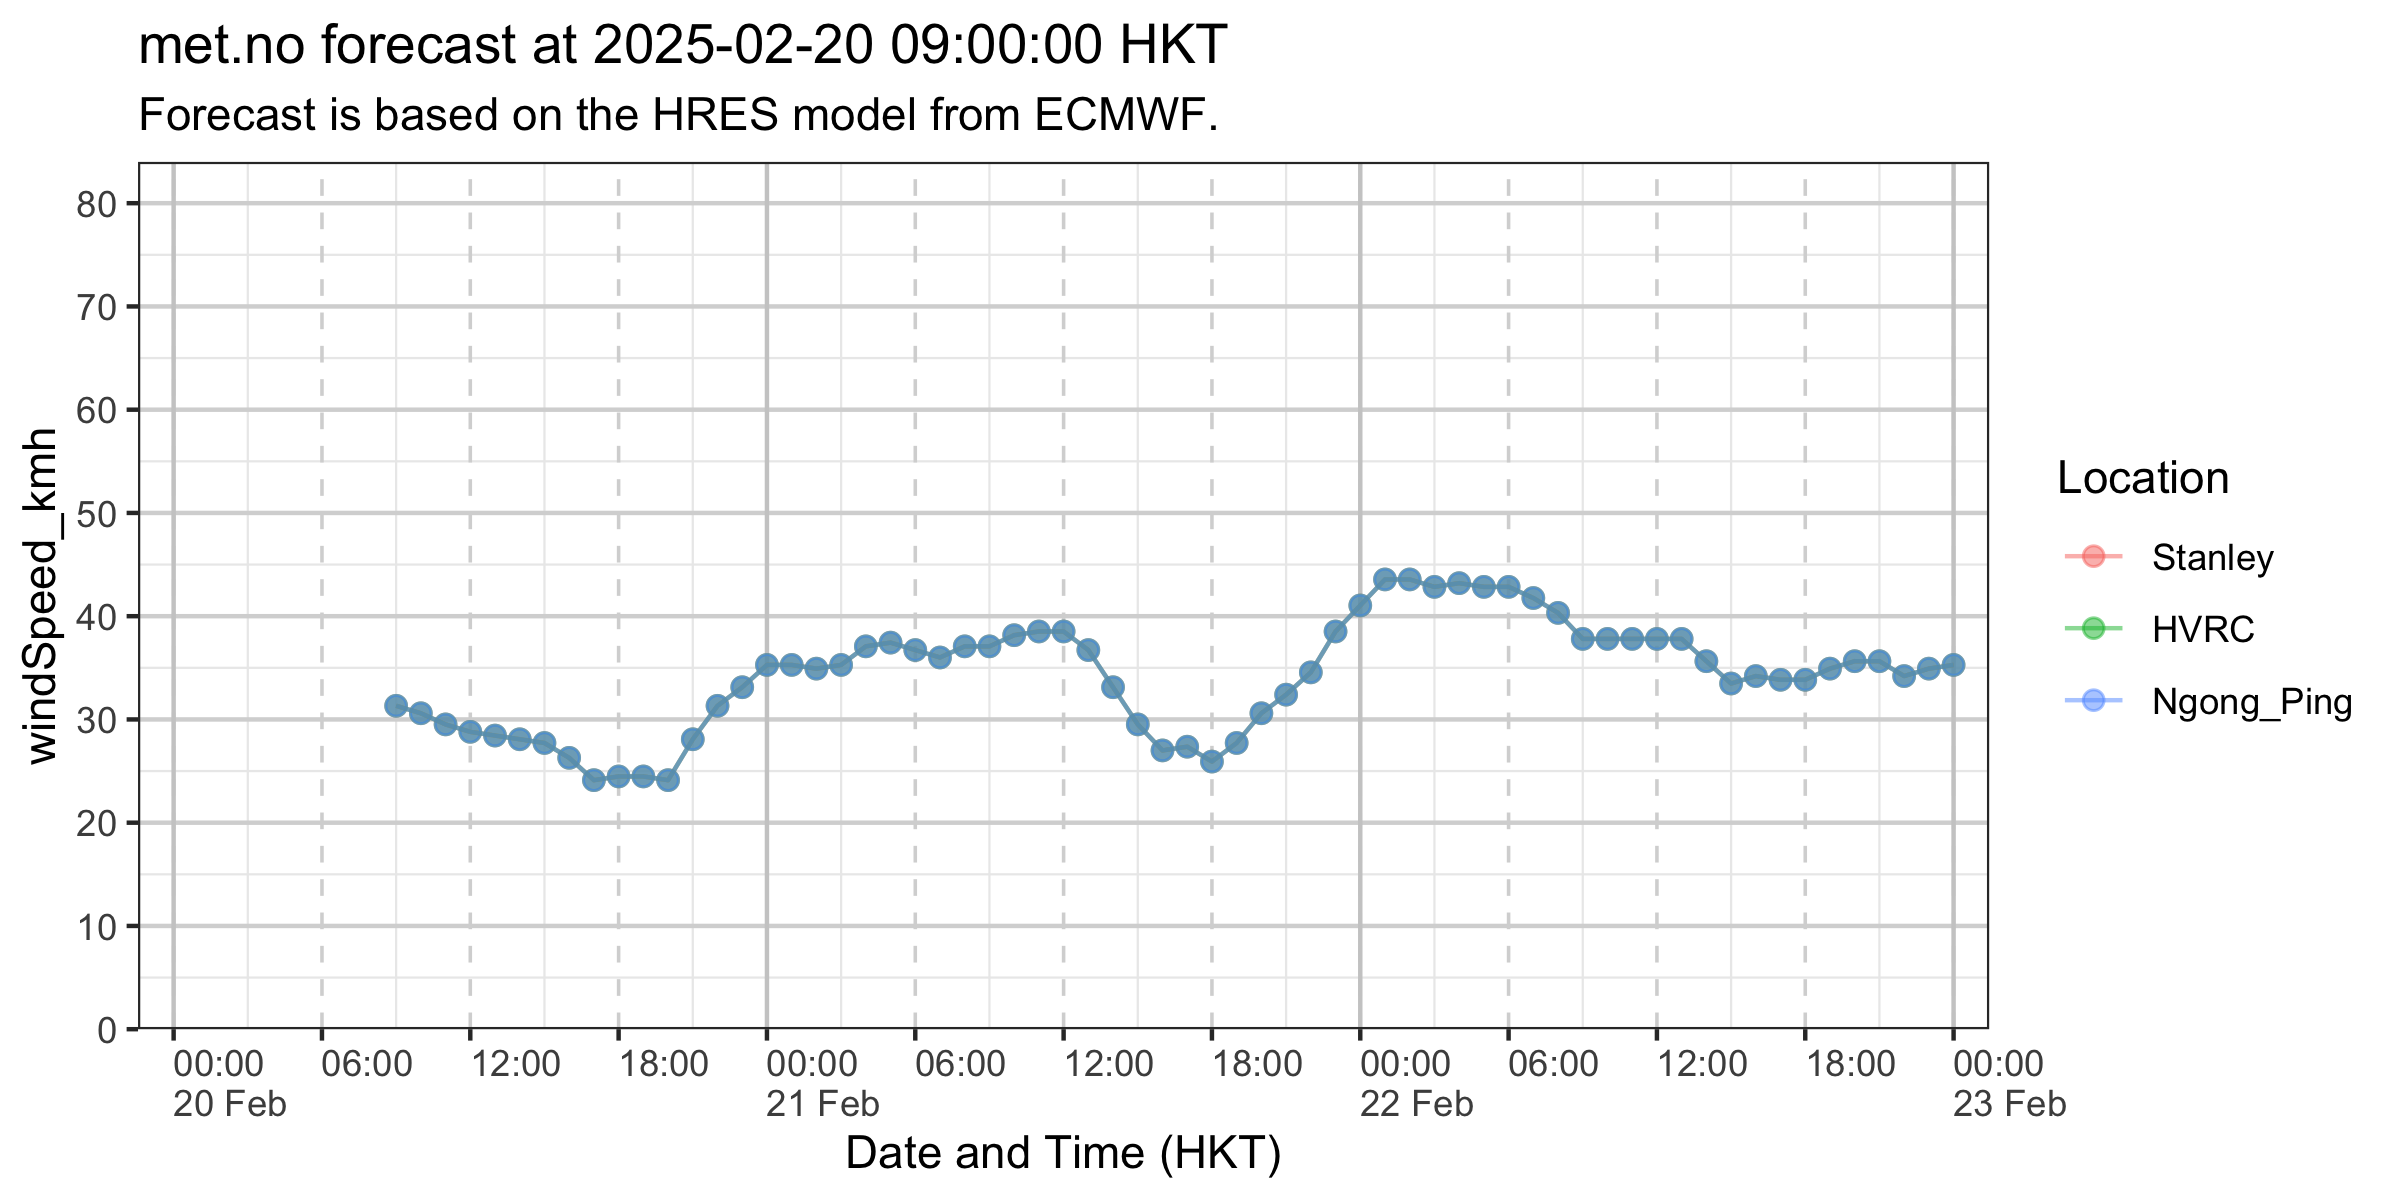 met.no forecast at 2025-02-20 09:00:00 HKT
Forecast is based on the HRES model from ECMWF.
windSpeed_kmh
80
70
60
50
40
30
20
10
0
00:00 06:00 12:00 18:00 00:00 06:00 12:00 18:00 00:00 06:00 12:00 18:00 00:00
20 Feb 21 Feb 22 Feb 23 Feb
Date and Time (HKT)
Location
Stanley
HVRC
Ngong_Ping